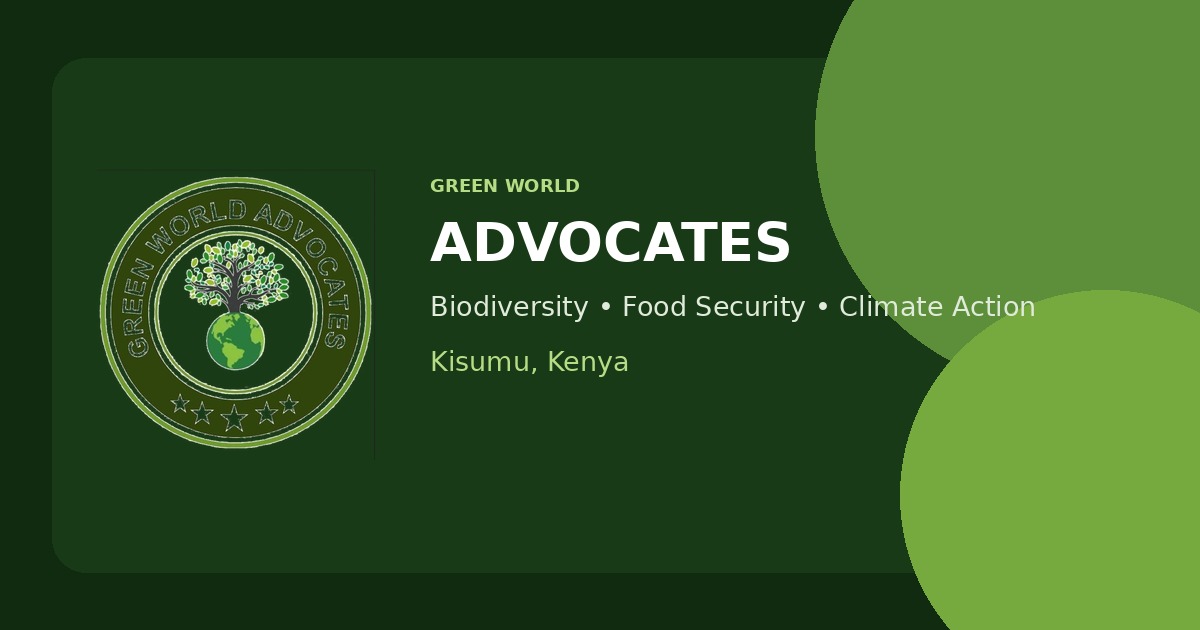 GREEN WORLD ADVOCATES
GREEN WORLD
ADVOCATES
Biodiversity • Food Security • Climate Action
Kisumu, Kenya